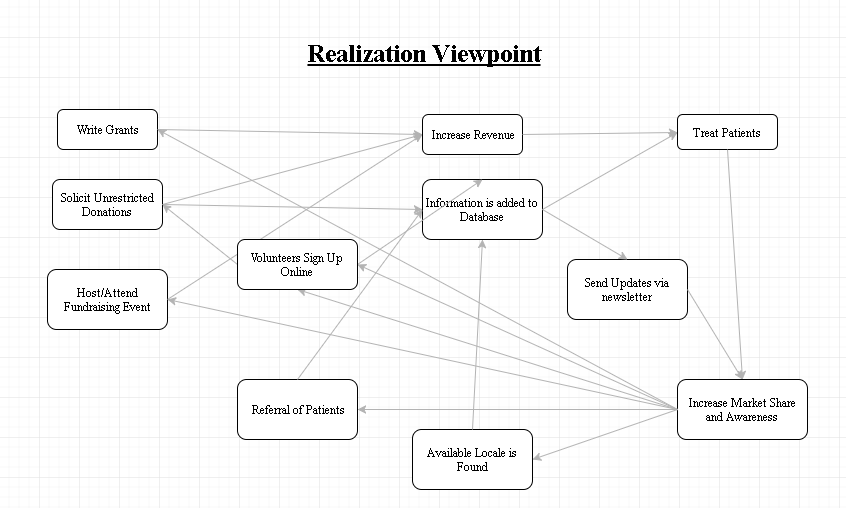 Realization Viewpoint
Write Grants
Increase Revenue
Treat Patients
Solicit Unrestricted
Donations
Information is added to
Database
Volunteers Sign Up
Online
Host/Attend
Fundraising Event
Send Updates via
newsletter
Referral of Patients
Increase Market Share
and Awareness
Available Locale is
Found